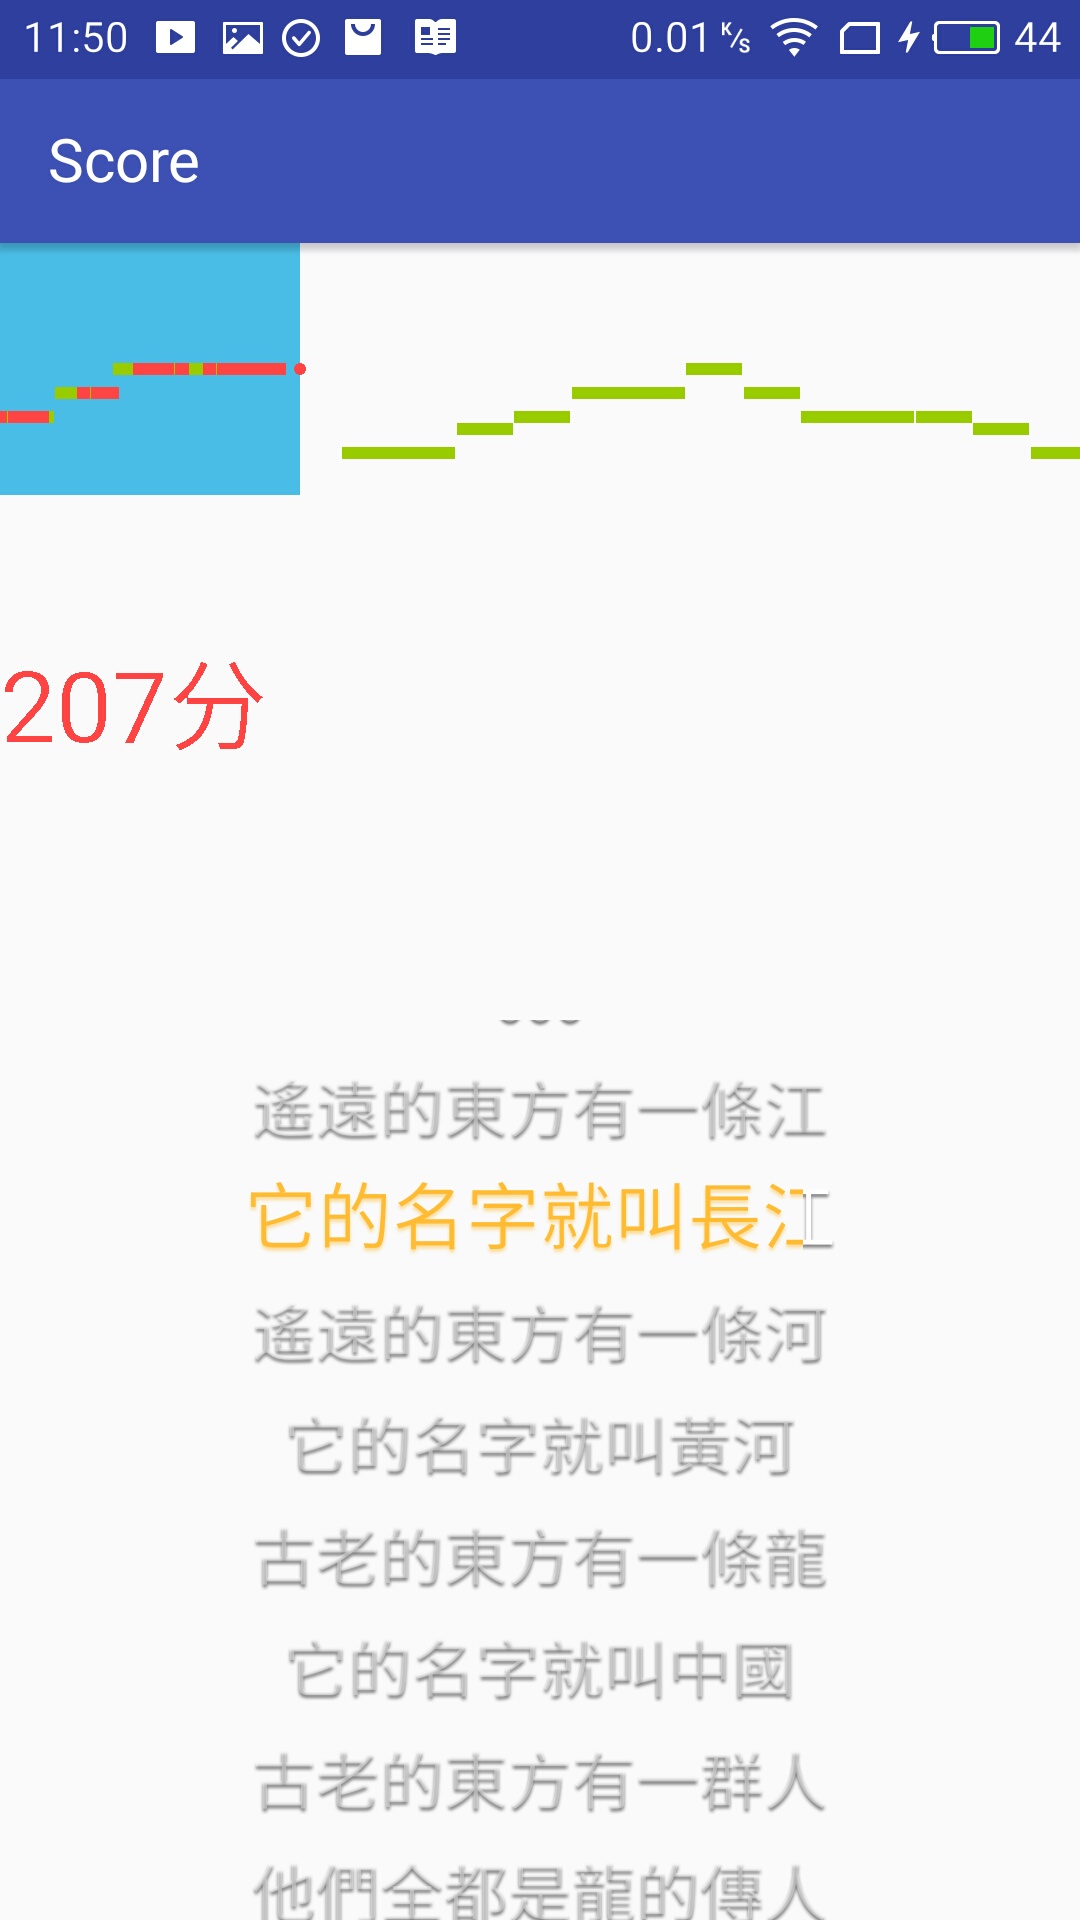 11:50 0.01 K/s 44
Score
207分
遙遠的東方有一條江
它的名字就叫長江
遙遠的東方有一條河
它的名字就叫黃河
古老的東方有一條龍
它的名字就叫中國
古老的東方有一群人
他們全都是龍的傳人